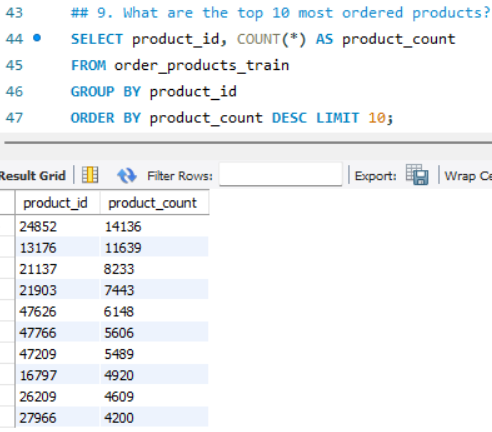 43 ## 9. What are the top 10 most ordered products?
44 SELECT product_id, COUNT(*) AS product_count
45 FROM order_products_train
46 GROUP BY product_id
47 ORDER BY product_count DESC LIMIT 10;
Result Grid Filter Rows: Export: Wrap Ce
product_id product_count
24852 14136
13176 11639
21137 8233
21903 7443
47626 6148
47766 5606
47209 5489
16797 4920
26209 4609
27966 4200